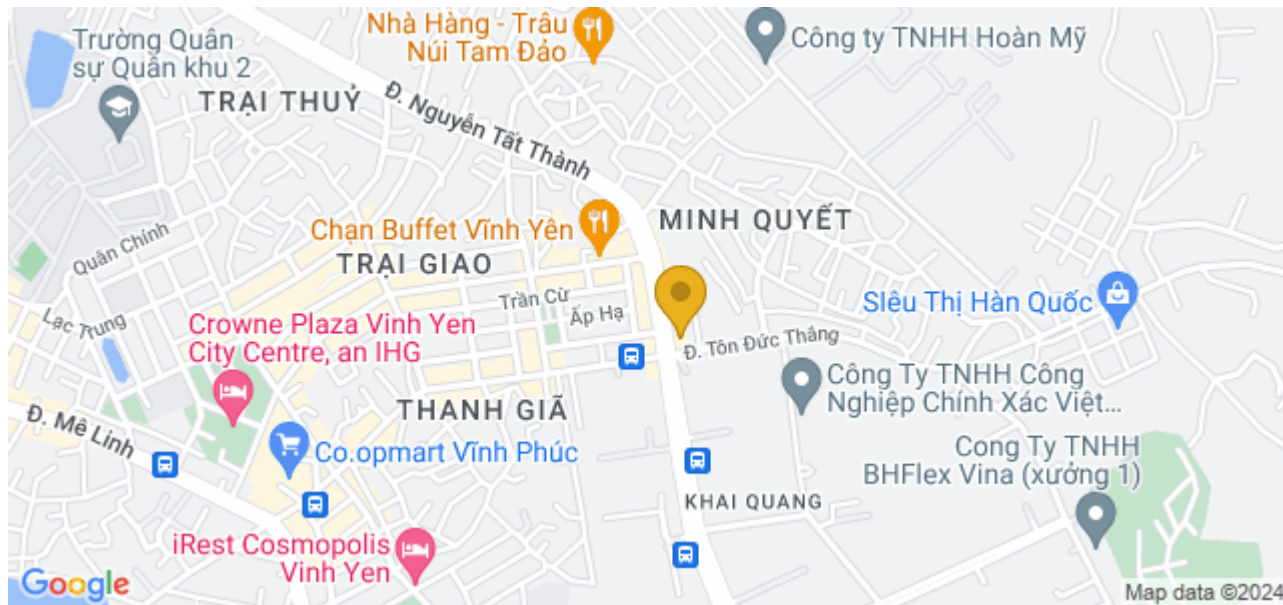 Nhà Hàng - Trâu
Núi Tam Đảo
Công ty TNHH Hoàn Mỹ
Trường Quân
sự Quân khu 2
TRẠI THUỶ
Đ. Nguyễn Tất Thành
MINH QUYẾT
Chạn Buffet Vĩnh Yên
Quân Chính
TRẠI GIAO
Trần Cừ
Ấp Hạ
SIêu Thị Hàn Quốc
Lạc Trung
Crowne Plaza Vinh Yen
City Centre, an IHG
Đ. Tôn Đức Thắng
Công Ty TNHH Công
Nghiệp Chính Xác Việt...
THANH GIÃ
Đ. Mê Linh
Co.opmart Vĩnh Phúc
Cong Ty TNHH
BHFlex Vina (xưởng 1)
KHAI QUANG
iRest Cosmopolis
Vinh Yen
Google
Map data ©2024